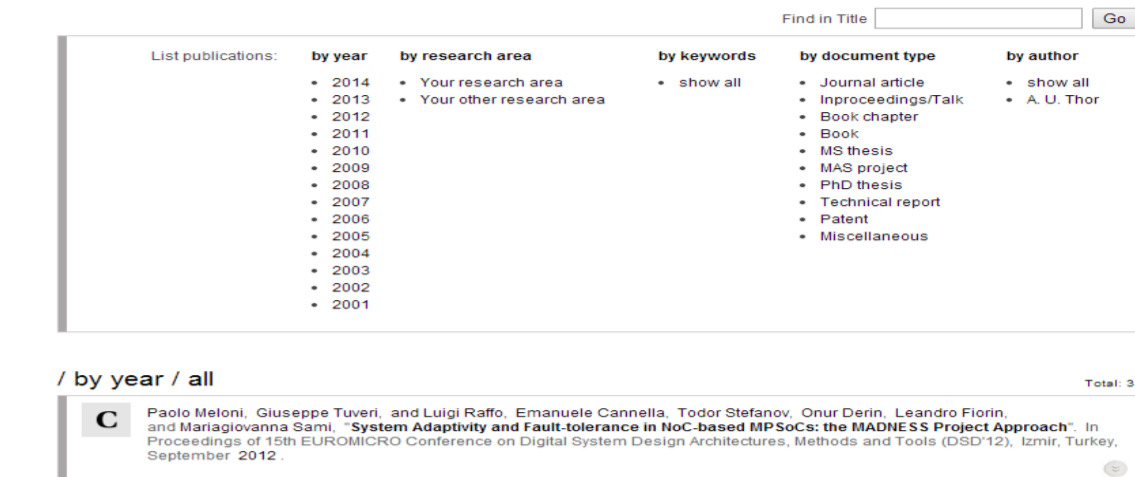 Find in Title Go
List publications: by year by research area by keywords by document type by author
• 2014 • Your research area • show all • Journal article • show all
• 2013 • Your other research area • Inproceedings/Talk • A. U. Thor
• 2012 • Book chapter
• 2011 • Book
• 2010 • MS thesis
• 2009 • MAS project
• 2008 • PhD thesis
• 2007 • Technical report
• 2006 • Patent
• 2005 • Miscellaneous
• 2004
• 2003
• 2002
• 2001
/ by year / all Total: 3
C Paolo Meloni, Giuseppe Tuveri, and Luigi Raffo, Emanuele Cannella, Todor Stefanov, Onur Derin, Leandro Fiorin,
and Mariagiovanna Sami, "System Adaptivity and Fault-tolerance in NoC-based MPSoCs: the MADNESS Project Approach". In
Proceedings of 15th EUROMICRO Conference on Digital System Design Architectures, Methods and Tools (DSD'12), Izmir, Turkey,
September 2012 .